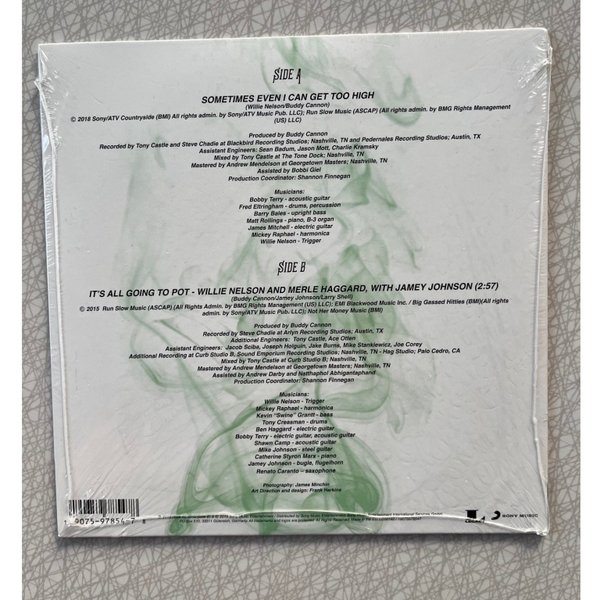 SIDE A
SOMETIMES EVEN I CAN GET TOO HIGH
(Willie Nelson/Buddy Cannon)
© 2018 Sony/ATV Countryside (BMI) All rights admin. by Sony/ATV Music Pub. LLC); Run Slow Music (ASCAP) (All rights admin. by BMG Rights Management
(US) LLC)
Produced by Buddy Cannon
Recorded by Tony Castle and Steve Chadie at Blackbird Recording Studios; Nashville, TN and Pedernales Recording Studios; Austin, TX
Assistant Engineers: Sean Badum, Jason Mott, Charlie Kramsky
Mixed by Tony Castle at The Tone Dock; Nashville, TN
Mastered by Andrew Mendelson at Georgetown Masters; Nashville, TN
Assisted by Bobbi Giel
Production Coordinator: Shannon Finnegan
Musicians:
Bobby Terry - acoustic guitar
Fred Eltringham - drums, percussion
Barry Bales - upright bass
Matt Rollings - piano, B-3 organ
James Mitchell - electric guitar
Mickey Raphael - harmonica
Willie Nelson - Trigger
SIDE B
IT'S ALL GOING TO POT - WILLIE NELSON AND MERLE HAGGARD, WITH JAMEY JOHNSON (2:57)
(Buddy Cannon/Jamey Johnson/Larry Shell)
© 2015 Run Slow Music (ASCAP) (All Rights Admin. by BMG Rights Management (US) LLC); EMI Blackwood Music Inc. / Big Gassed Hitties (BMI)(All rights
admin. by Sony/ATV Music Pub. LLC); Not Her Money Music (BMI)
Produced by Buddy Cannon
Recorded by Steve Chadie at Arlyn Recording Studios; Austin, TX
Additional Engineers: Tony Castle, Ace Otten
Assistant Engineers: Jacob Sciba, Joseph Holguin, Jake Burns, Mike Stankiewicz, Joe Corey
Additional Recording at Curb Studio B, Sound Emporium Recording Studios; Nashville, TN - Hag Studio; Palo Cedro, CA
Mixed by Tony Castle at Curb Studio B; Nashville, TN
Mastered by Andrew Mendelson at Georgetown Masters; Nashville, TN
Assisted by Andrew Darby and Natthaphol Abhigantaphand
Production Coordinator: Shannon Finnegan
Musicians:
Willie Nelson - Trigger
Mickey Raphael - harmonica
Kevin "Swine" Grantt - bass
Tony Creasman - drums
Ben Haggard - electric guitar
Bobby Terry - electric guitar, acoustic guitar
Shawn Camp - acoustic guitar
Mike Johnson - steel guitar
Catherine Styron Marx - piano
Jamey Johnson - bugle, flugelhorn
Renato Caranto - saxophone
Photography: James Minchin
Art Direction and design: Frank Harkins
1 90759 78547 8
LEGACY
SONY MUSIC